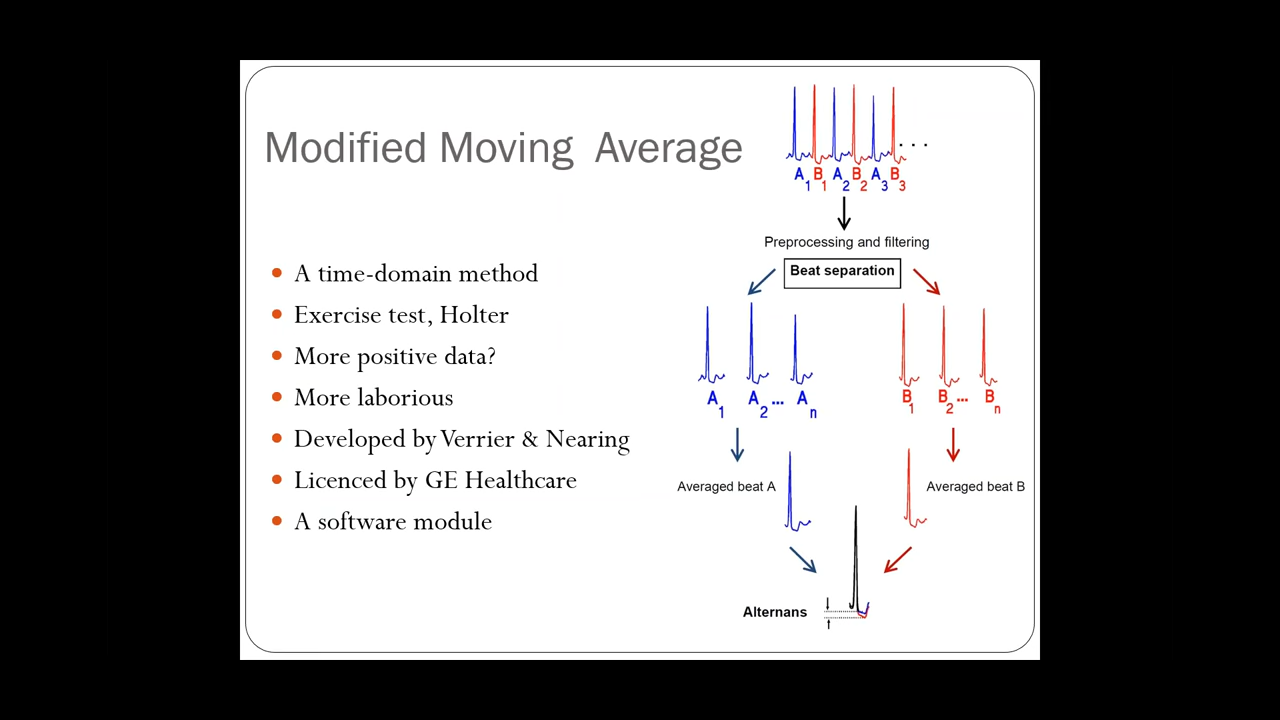 Modified Moving Average
• A time-domain method
• Exercise test, Holter
• More positive data?
• More laborious
• Developed by Verrier & Nearing
• Licenced by GE Healthcare
• A software module
. . .
A1 B1 A2 B2 A3 B3
Preprocessing and filtering
Beat separation
A1 A2 ... An
B1 B2 ... Bn
Averaged beat A
Averaged beat B
Alternans